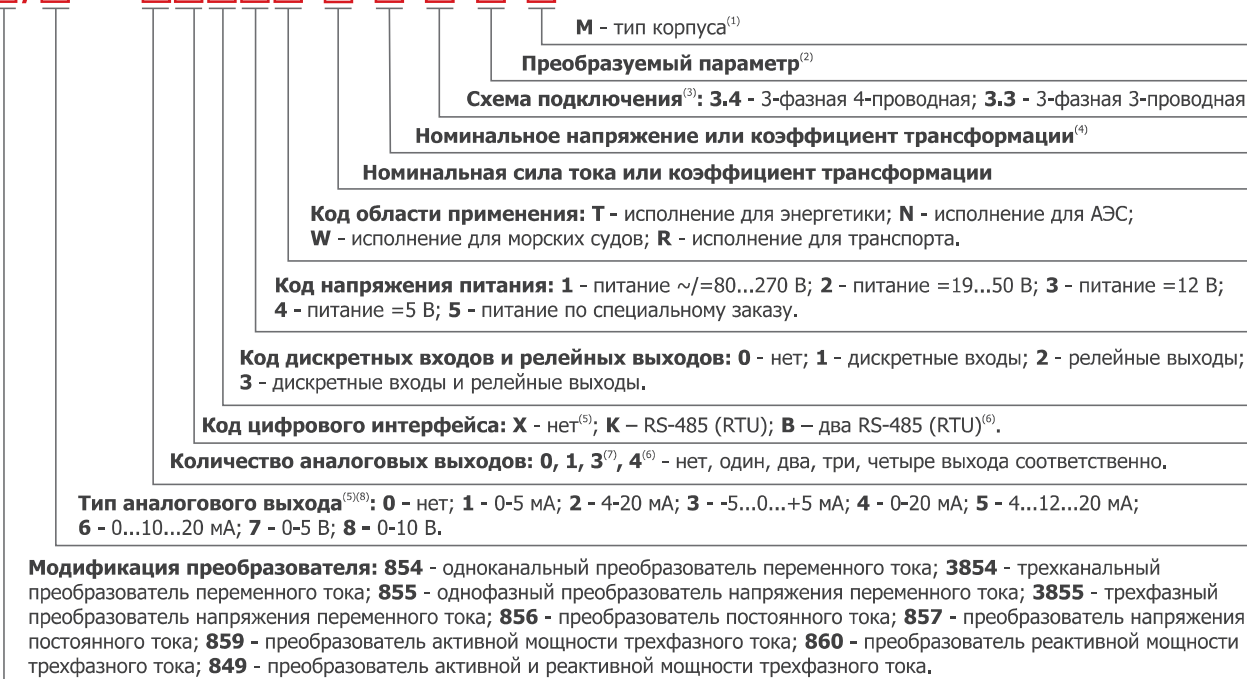 М - тип корпуса(1)
Преобразуемый параметр(2)
Схема подключения(3): 3.4 - 3-фазная 4-проводная; 3.3 - 3-фазная 3-проводная
Номинальное напряжение или коэффициент трансформации(4)
Номинальная сила тока или коэффициент трансформации
Код области применения: T - исполнение для энергетики; N - исполнение для АЭС;
W - исполнение для морских судов; R - исполнение для транспорта.
Код напряжения питания: 1 - питание ~/=80...270 В; 2 - питание =19...50 В; 3 - питание =12 В;
4 - питание =5 В; 5 - питание по специальному заказу.
Код дискретных входов и релейных выходов: 0 - нет; 1 - дискретные входы; 2 - релейные выходы;
3 - дискретные входы и релейные выходы.
Код цифрового интерфейса: X - нет(5); K – RS-485 (RTU); B – два RS-485 (RTU)(6).
Количество аналоговых выходов: 0, 1, 3(7), 4(6) - нет, один, два, три, четыре выхода соответственно.
Тип аналогового выхода(5)(8): 0 - нет; 1 - 0-5 мА; 2 - 4-20 мА; 3 - -5...0...+5 мА; 4 - 0-20 мА; 5 - 4...12...20 мА;
6 - 0...10...20 мА; 7 - 0-5 В; 8 - 0-10 В.
Модификация преобразователя: 854 - одноканальный преобразователь переменного тока; 3854 - трехканальный
преобразователь переменного тока; 855 - однофазный преобразователь напряжения переменного тока; 3855 - трехфазный
преобразователь напряжения переменного тока; 856 - преобразователь постоянного тока; 857 - преобразователь напряжения
постоянного тока; 859 - преобразователь активной мощности трехфазного тока; 860 - преобразователь реактивной мощности
трехфазного тока; 849 - преобразователь активной и реактивной мощности трехфазного тока.